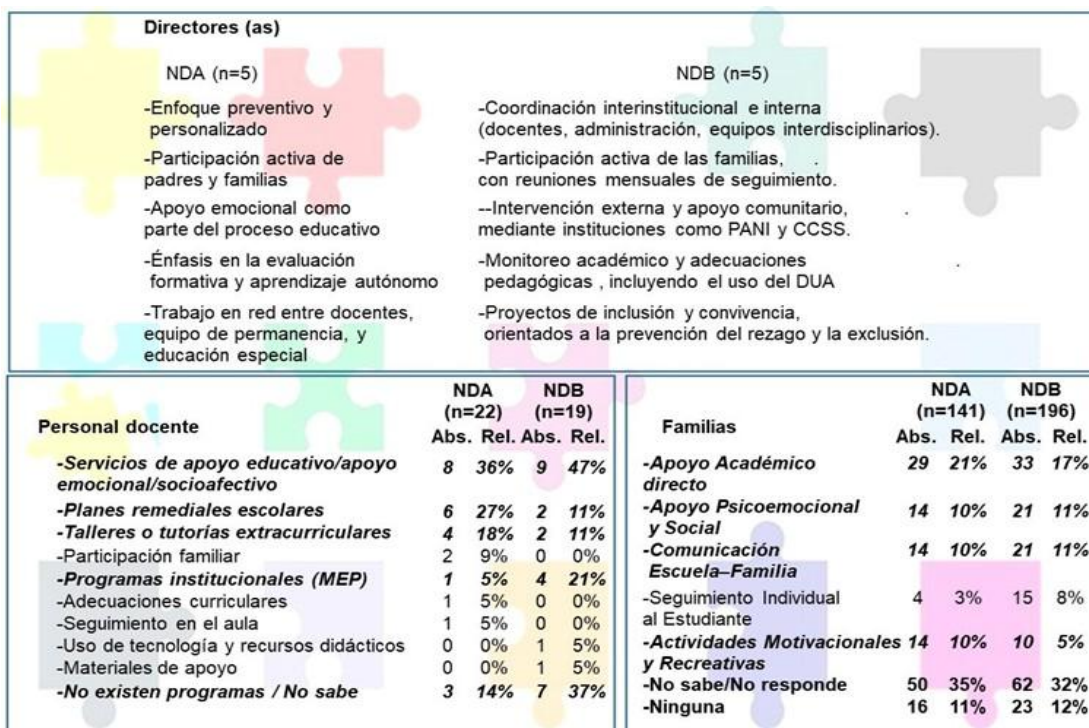 Directores (as)
NDA (n=5) NDB (n=5)
-Enfoque preventivo y
personalizado
-Participación activa de
padres y familias
-Apoyo emocional como
parte del proceso educativo
-Énfasis en la evaluación
formativa y aprendizaje autónomo
-Trabajo en red entre docentes,
equipo de permanencia, y
educación especial
-Coordinación interinstitucional e interna
(docentes, administración, equipos interdisciplinarios).
-Participación activa de las familias, .
con reuniones mensuales de seguimiento.
--Intervención externa y apoyo comunitario, .
mediante instituciones como PANI y CCSS.
-Monitoreo académico y adecuaciones .
pedagógicas , incluyendo el uso del DUA
-Proyectos de inclusión y convivencia,
orientados a la prevención del rezago y la exclusión.
NDA NDB
(n=22) (n=19)
Personal docente
Abs. Rel. Abs. Rel.
-Servicios de apoyo educativo/apoyo 8 36% 9 47%
emocional/socioafectivo
-Planes remediales escolares 6 27% 2 11%
-Talleres o tutorías extracurriculares 4 18% 2 11%
-Participación familiar 2 9% 0 0%
-Programas institucionales (MEP) 1 5% 4 21%
-Adecuaciones curriculares 1 5% 0 0%
-Seguimiento en el aula 1 5% 0 0%
-Uso de tecnología y recursos didácticos 0 0% 1 5%
-Materiales de apoyo 0 0% 1 5%
-No existen programas / No sabe 3 14% 7 37%
NDA NDB
(n=141) (n=196)
Familias
Abs. Rel. Abs. Rel.
-Apoyo Académico 29 21% 33 17%
directo
-Apoyo Psicoemocional 14 10% 21 11%
y Social
-Comunicación 14 10% 21 11%
Escuela–Familia
-Seguimiento Individual 4 3% 15 8%
al Estudiante
-Actividades Motivacionales 14 10% 10 5%
y Recreativas
-No sabe/No responde 50 35% 62 32%
-Ninguna 16 11% 23 12%